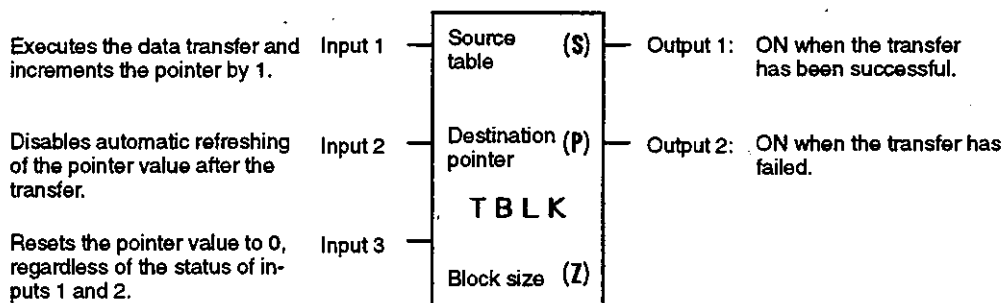 Executes the data transfer and
increments the pointer by 1.
Input 1
Source
table
(S)
Output 1:
ON when the transfer
has been successful.
Disables automatic refreshing
of the pointer value after the
transfer.
Input 2
Destination
pointer
(P)
Output 2:
ON when the transfer has
failed.
TBLK
Resets the pointer value to 0,
regardless of the status of in-
puts 1 and 2.
Input 3
Block size
(Z)